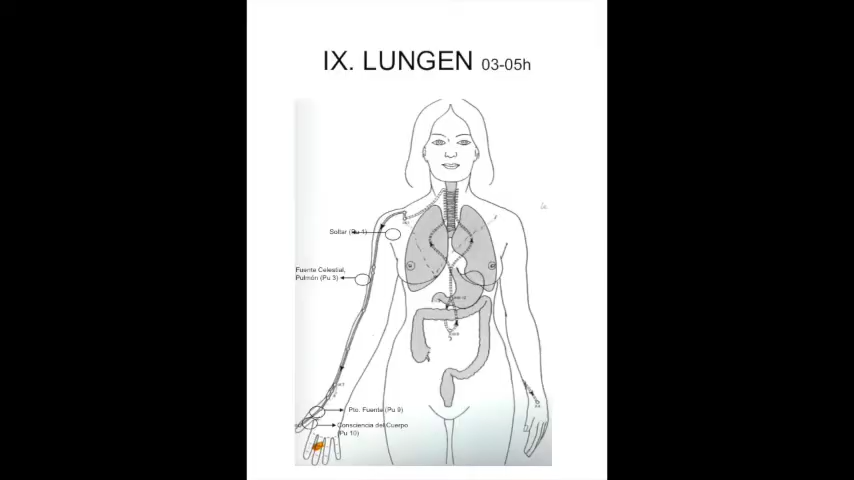 IX. LUNGEN 03-05h
Soltar (Pu 1)
Fuente Celestial,
Pulmón (Pu 3)
Pto. Fuente (Pu 9)
Consciencia del Cuerpo
(Pu 10)